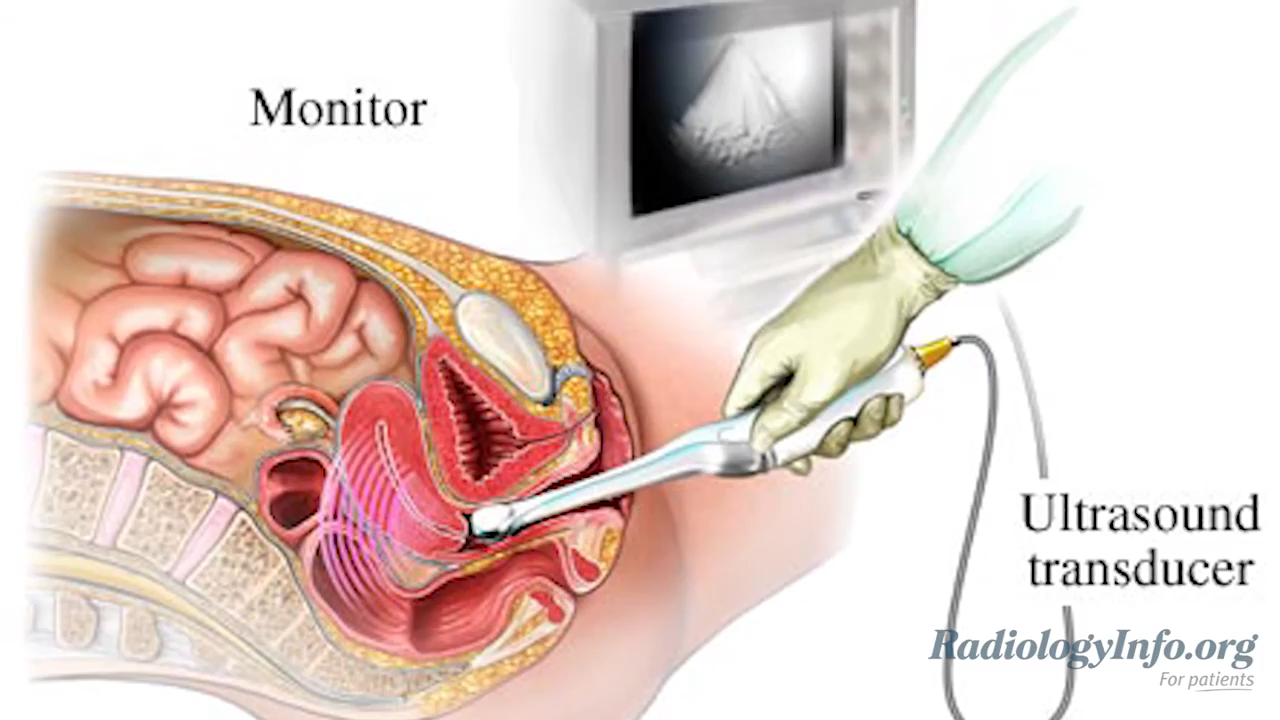 Monitor
Ultrasound
transducer
RadiologyInfo.org
For patients